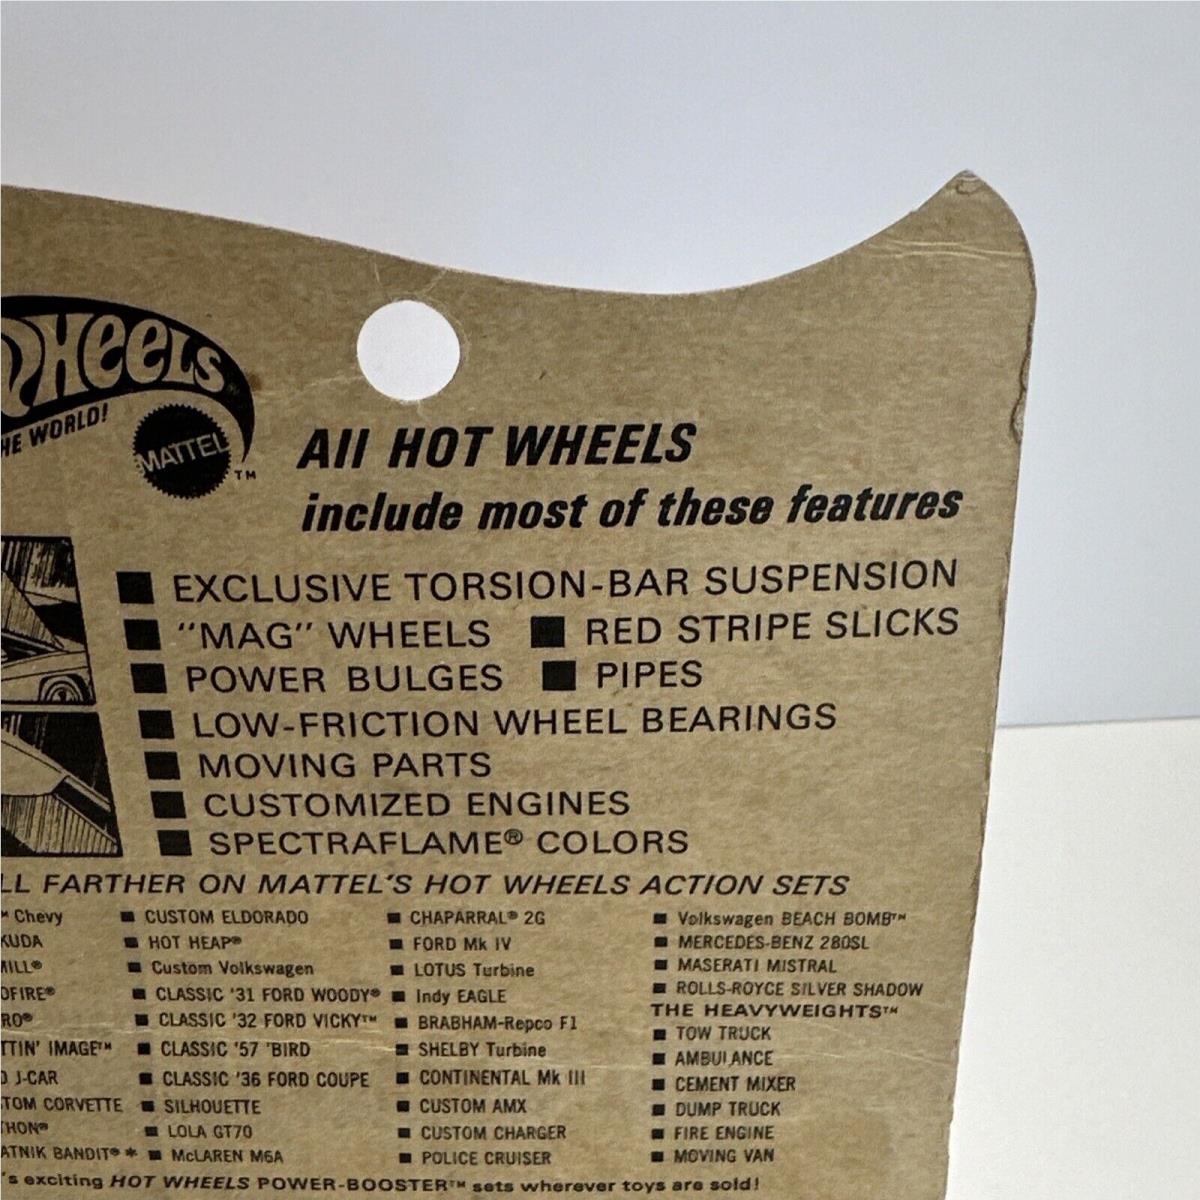 WHEELS
HE WORLD!
MATTEL
TM
All HOT WHEELS
include most of these features
■ EXCLUSIVE TORSION-BAR SUSPENSION
■ "MAG" WHEELS ■ RED STRIPE SLICKS
■ POWER BULGES ■ PIPES
■ LOW-FRICTION WHEEL BEARINGS
■ MOVING PARTS
■ CUSTOMIZED ENGINES
■ SPECTRAFLAME® COLORS
LL FARTHER ON MATTEL'S HOT WHEELS ACTION SETS
™ Chevy
KUDA
MILL®
OFIRE®
RO®
TTIN' IMAGE™
J-CAR
TOM CORVETTE
THON®
ATNIK BANDIT® *
■ CUSTOM ELDORADO
■ HOT HEAP®
■ Custom Volkswagen
■ CLASSIC '31 FORD WOODY®
■ CLASSIC '32 FORD VICKY™
■ CLASSIC '57 'BIRD
■ CLASSIC '36 FORD COUPE
■ SILHOUETTE
■ LOLA GT70
■ McLAREN M6A
■ CHAPARRAL® 2G
■ FORD Mk IV
■ LOTUS Turbine
■ Indy EAGLE
■ BRABHAM-Repco F1
■ SHELBY Turbine
■ CONTINENTAL Mk III
■ CUSTOM AMX
■ CUSTOM CHARGER
■ POLICE CRUISER
■ Volkswagen BEACH BOMB™
■ MERCEDES-BENZ 280SL
■ MASERATI MISTRAL
■ ROLLS-ROYCE SILVER SHADOW
THE HEAVYWEIGHTS™
■ TOW TRUCK
■ AMBULANCE
■ CEMENT MIXER
■ DUMP TRUCK
■ FIRE ENGINE
■ MOVING VAN
's exciting HOT WHEELS POWER-BOOSTER™ sets wherever toys are sold!